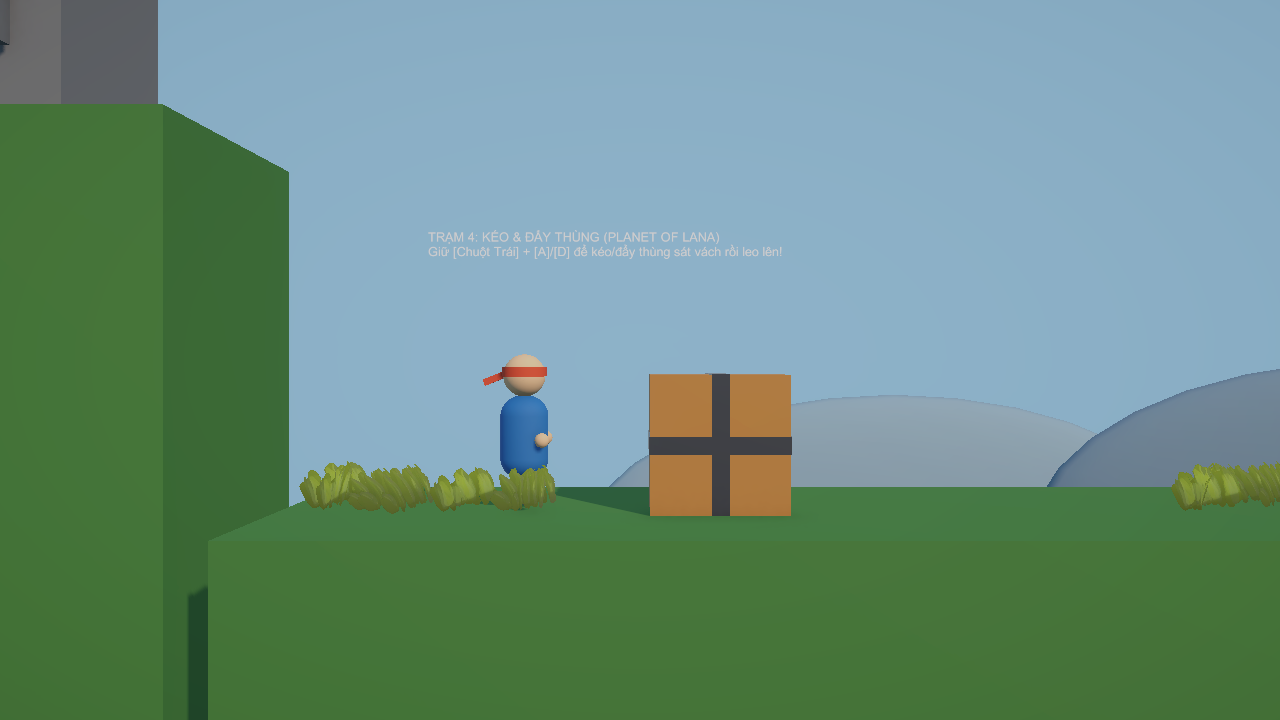 TRẠM 4: KÉO & ĐẨY THÙNG (PLANET OF LANA)
Giữ [Chuột Trái] + [A]/[D] để kéo/đẩy thùng sát vách rồi leo lên!